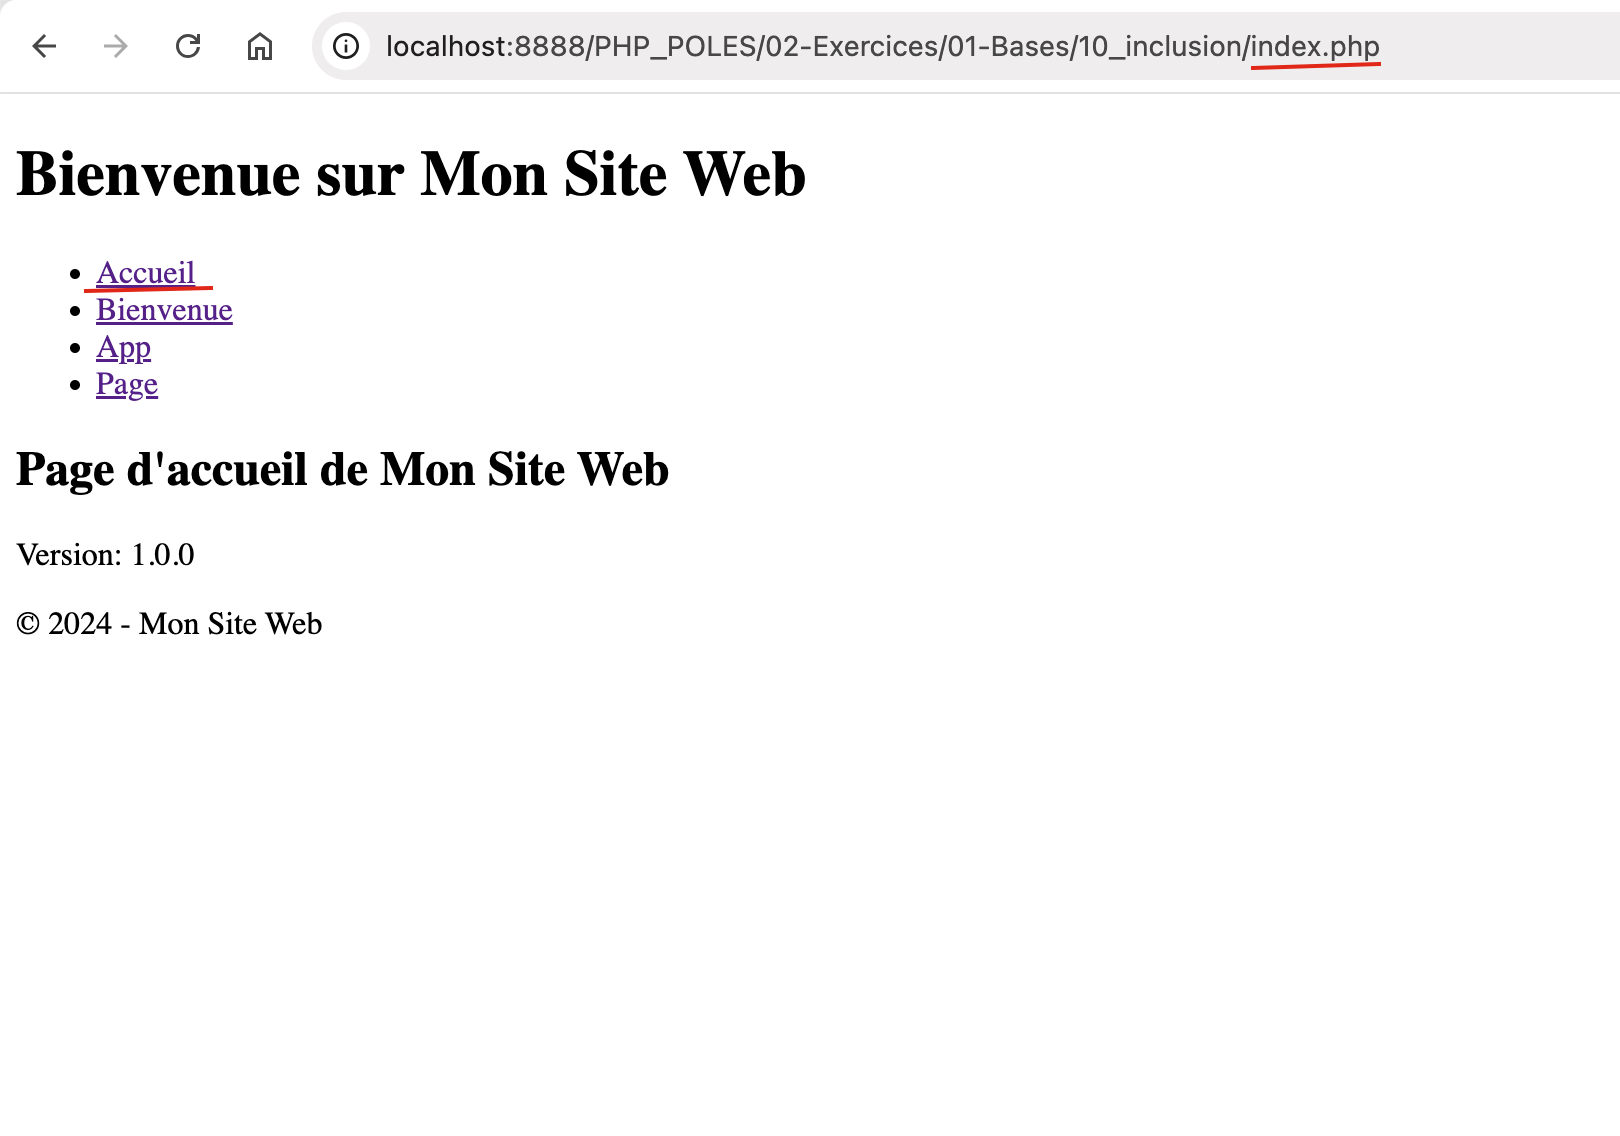 localhost:8888/PHP_POLES/02-Exercices/01-Bases/10_inclusion/index.php
Bienvenue sur Mon Site Web
Accueil
Bienvenue
App
Page
Page d'accueil de Mon Site Web
Version: 1.0.0
© 2024 - Mon Site Web